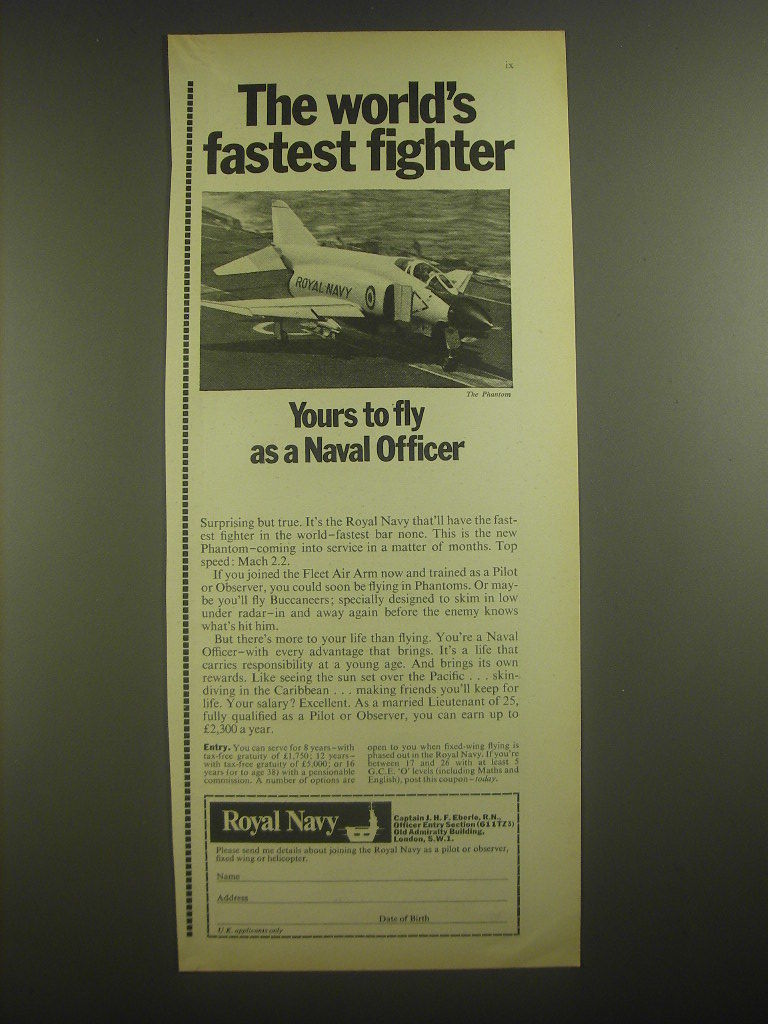 ix
The world's
fastest fighter
ROYAL NAVY
The Phantom
Yours to fly
as a Naval Officer
Surprising but true. It's the Royal Navy that'll have the fast-
est fighter in the world–fastest bar none. This is the new
Phantom–coming into service in a matter of months. Top
speed: Mach 2.2.
If you joined the Fleet Air Arm now and trained as a Pilot
or Observer, you could soon be flying in Phantoms. Or may-
be you'll fly Buccaneers; specially designed to skim in low
under radar–in and away again before the enemy knows
what's hit him.
But there's more to your life than flying. You're a Naval
Officer–with every advantage that brings. It's a life that
carries responsibility at a young age. And brings its own
rewards. Like seeing the sun set over the Pacific . . . skin-
diving in the Caribbean . . . making friends you'll keep for
life. Your salary? Excellent. As a married Lieutenant of 25,
fully qualified as a Pilot or Observer, you can earn up to
£2,300 a year.
Entry. You can serve for 8 years–with
tax-free gratuity of £1,750; 12 years–
with tax-free gratuity of £5,000; or 16
years (or to age 38) with a pensionable
commission. A number of options are
open to you when fixed-wing flying is
phased out in the Royal Navy. If you're
between 17 and 26 with at least 5
G.C.E. 'O' levels (including Maths and
English), post this coupon–today.
Royal Navy
Captain J. H. F. Eberle, R.N.,
Officer Entry Section (611TZ3)
Old Admiralty Building,
London, S.W.1.
Please send me details about joining the Royal Navy as a pilot or observer,
fixed wing or helicopter.
Name
Address
Date of Birth
U.K. applicants only